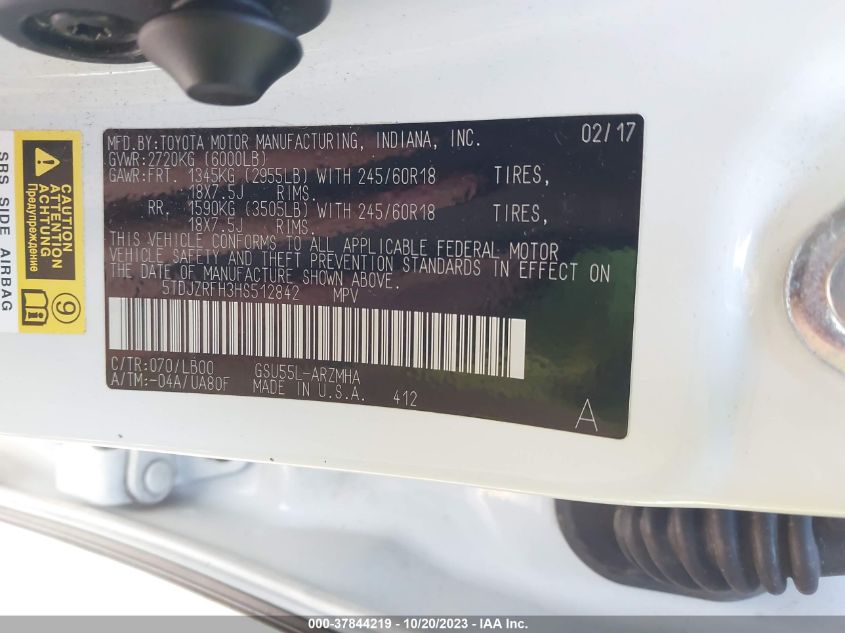 MFD.BY:TOYOTA MOTOR MANUFACTURING, INDIANA, INC. 02/17
GVWR:2720KG (6000LB)
GAWR:FRT. 1345KG (2955LB) WITH 245/60R18 TIRES,
18X7.5J RIMS.
RR. 1590KG (3505LB) WITH 245/60R18 TIRES,
18X7.5J RIMS.
THIS VEHICLE CONFORMS TO ALL APPLICABLE FEDERAL MOTOR
VEHICLE SAFETY AND THEFT PREVENTION STANDARDS IN EFFECT ON
THE DATE OF MANUFACTURE SHOWN ABOVE.
5TDJZRFH3HS512842 MPV
C/TR:070/LB00 GSU55L-ARZMHA
A/TM:-04A/UA80F MADE IN U.S.A. 412
A
SRS SIDE AIRBAG
CAUTION
ATTENTION
ACHTUNG
Предупреждение
9
000-37844219 - 10/20/2023 - IAA Inc.